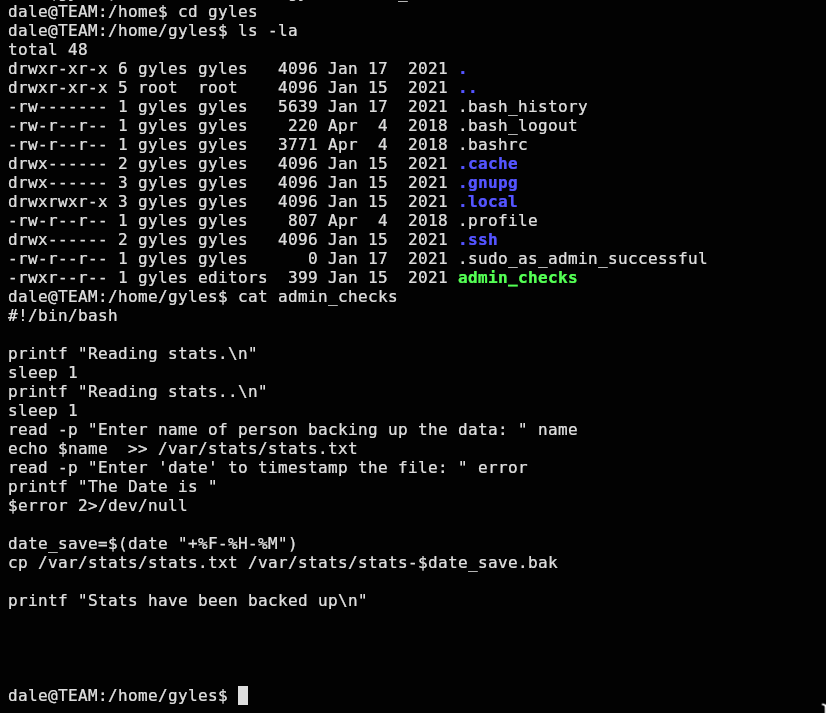 dale@TEAM:/home$ cd gyles
dale@TEAM:/home/gyles$ ls -la
total 48
drwxr-xr-x 6 gyles gyles   4096 Jan 17  2021 .
drwxr-xr-x 5 root  root    4096 Jan 15  2021 ..
-rw------- 1 gyles gyles   5639 Jan 17  2021 .bash_history
-rw-r--r-- 1 gyles gyles    220 Apr  4  2018 .bash_logout
-rw-r--r-- 1 gyles gyles   3771 Apr  4  2018 .bashrc
drwx------ 2 gyles gyles   4096 Jan 15  2021 .cache
drwx------ 3 gyles gyles   4096 Jan 15  2021 .gnupg
drwxrwxr-x 3 gyles gyles   4096 Jan 15  2021 .local
-rw-r--r-- 1 gyles gyles    807 Apr  4  2018 .profile
drwx------ 2 gyles gyles   4096 Jan 15  2021 .ssh
-rw-r--r-- 1 gyles gyles      0 Jan 17  2021 .sudo_as_admin_successful
-rwxr--r-- 1 gyles editors  399 Jan 15  2021 admin_checks
dale@TEAM:/home/gyles$ cat admin_checks
#!/bin/bash
printf "Reading stats.\n"
sleep 1
printf "Reading stats..\n"
sleep 1
read -p "Enter name of person backing up the data: " name
echo $name  >> /var/stats/stats.txt
read -p "Enter 'date' to timestamp the file: " error
printf "The Date is "
$error 2>/dev/null
date_save=$(date "+%F-%H-%M")
cp /var/stats/stats.txt /var/stats/stats-$date_save.bak
printf "Stats have been backed up\n"
dale@TEAM:/home/gyles$